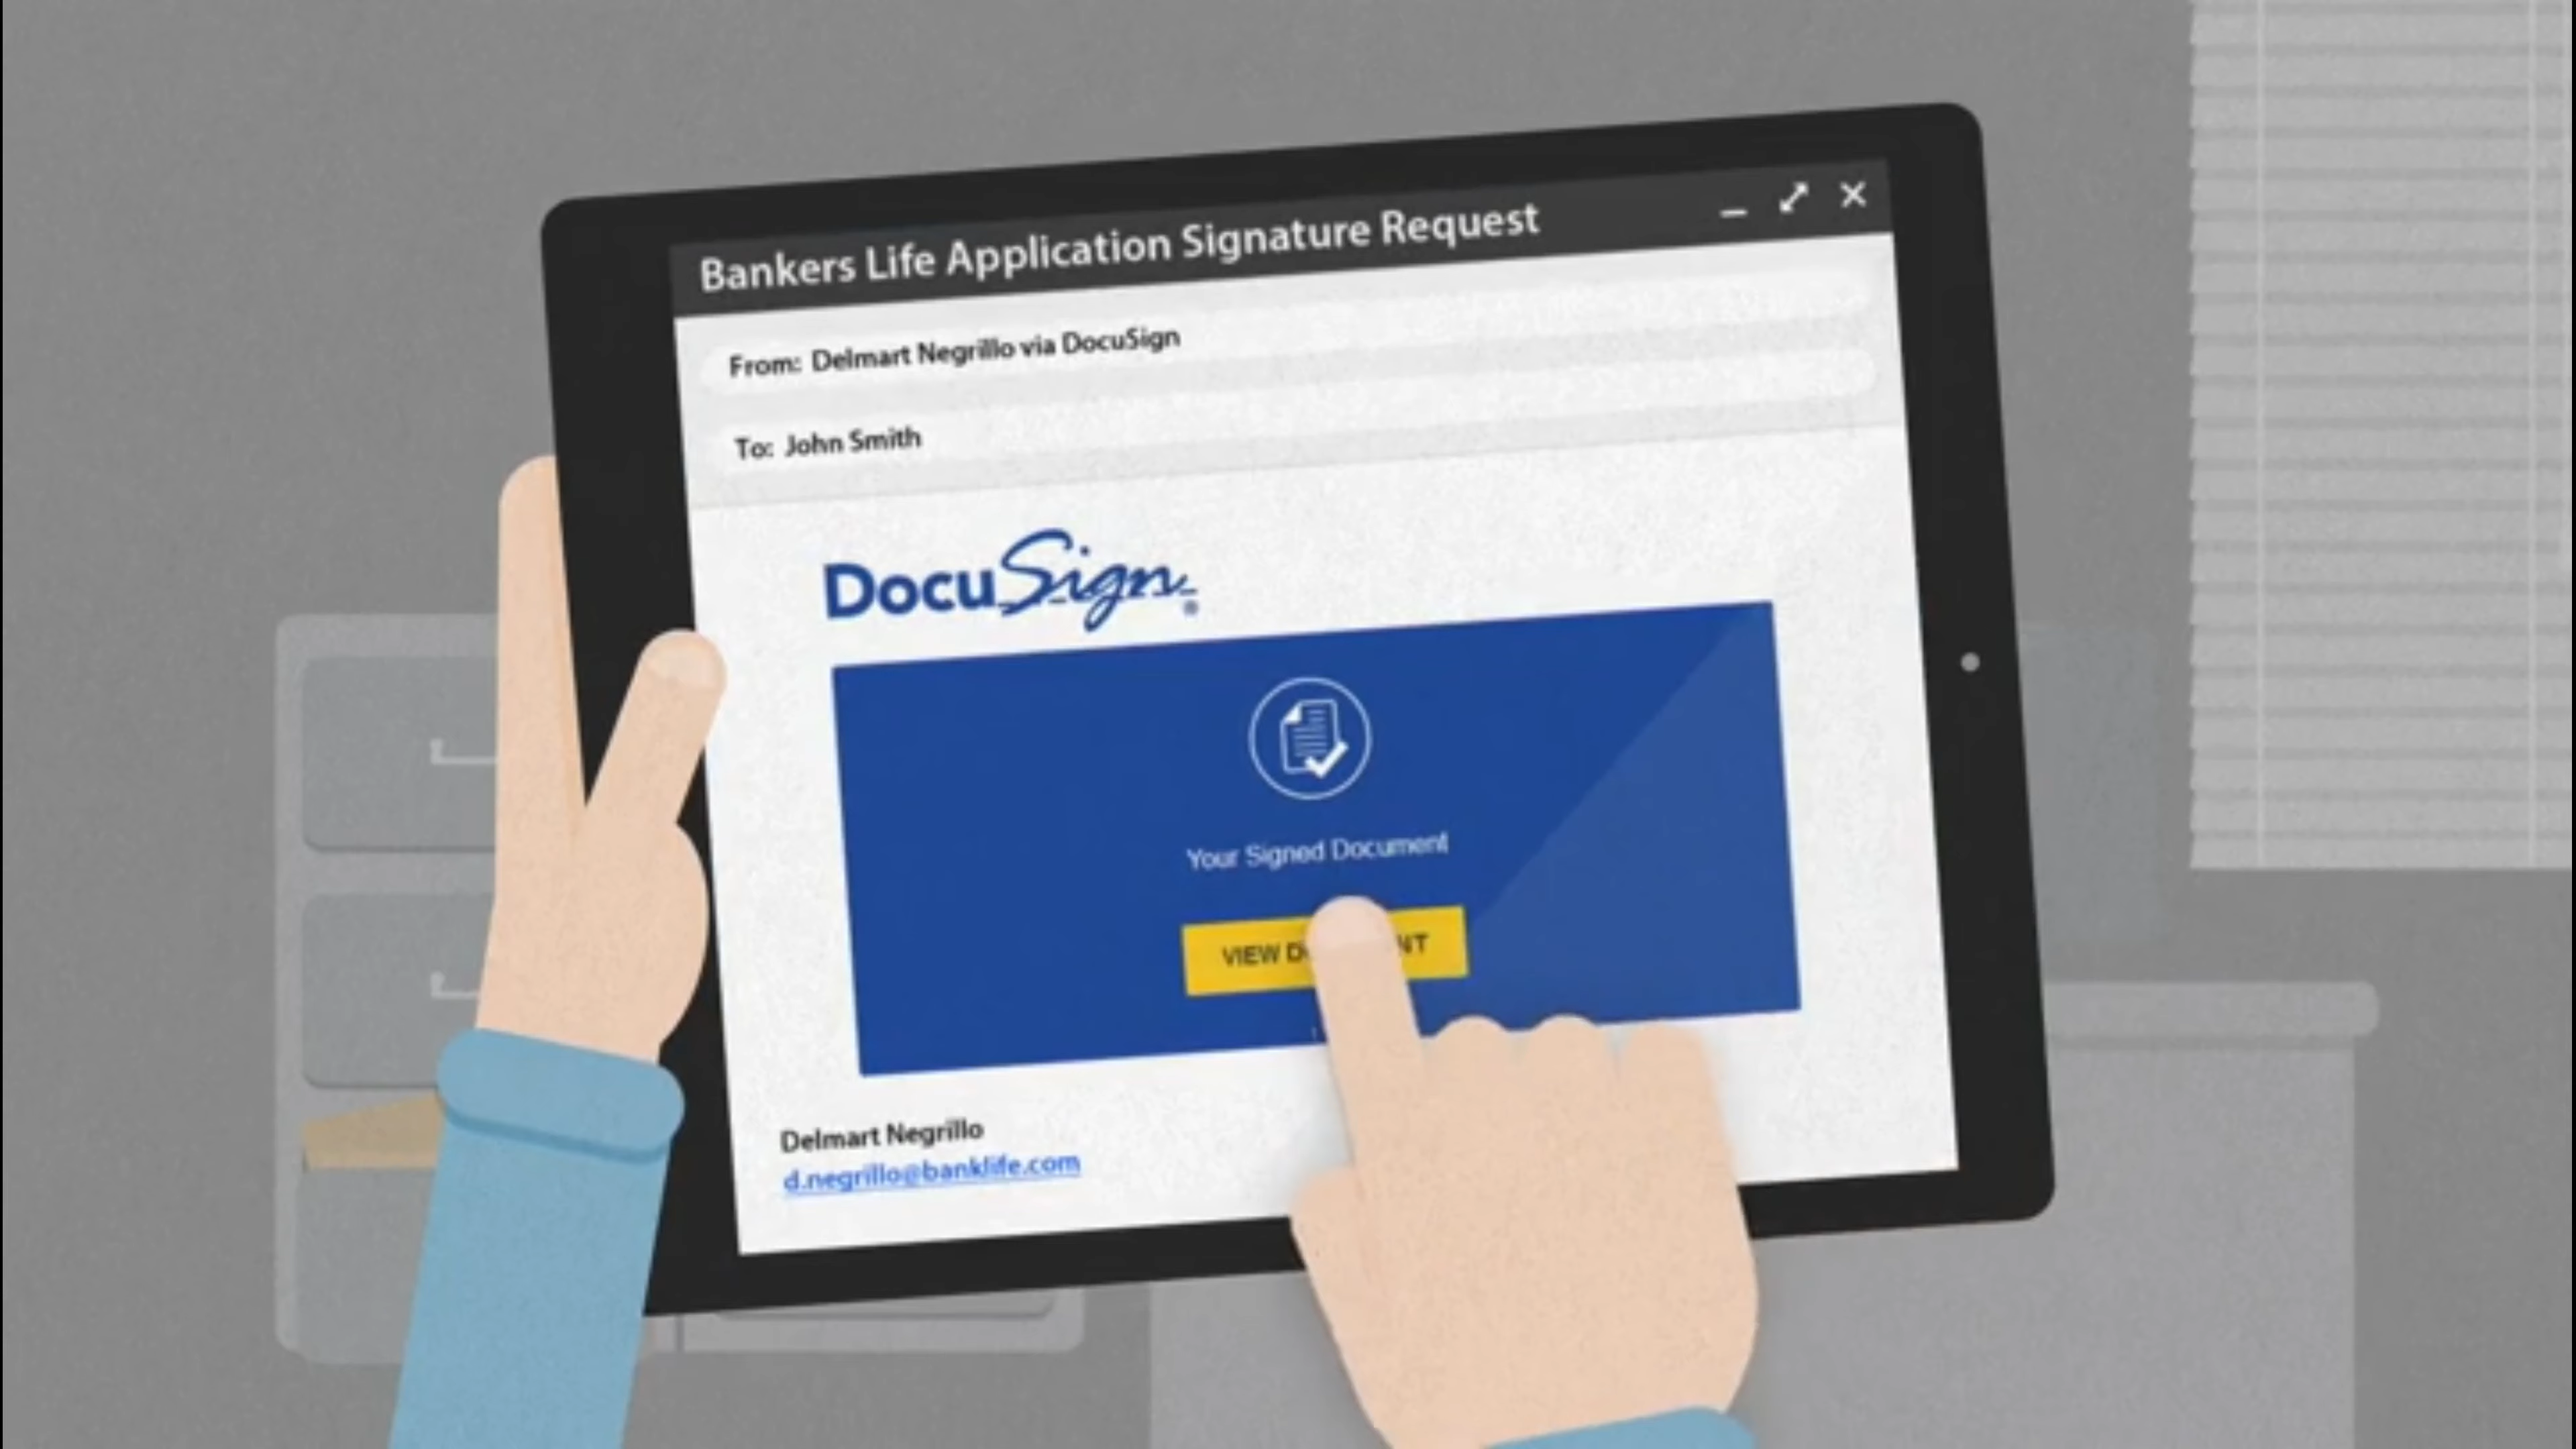 Bankers Life Application Signature Request
From: Delmart Negrillo via DocuSign
To: John Smith
DocuSign®
Your Signed Document
VIEW
Delmart Negrillo
d.negrillo@banklife.com